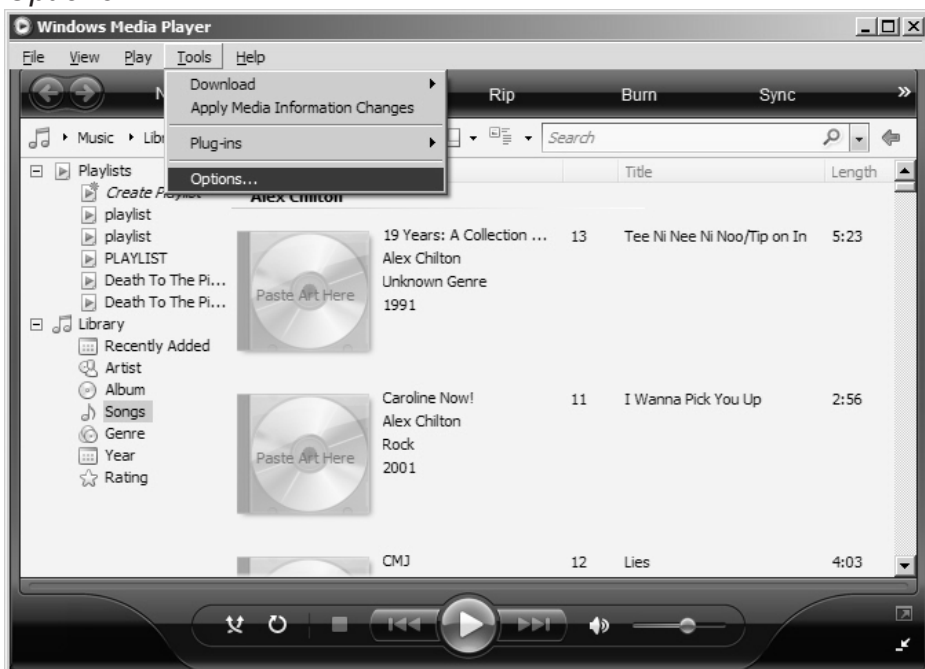 Windows Media Player
File View Play Tools Help
Download
Apply Media Information Changes
Plug-ins
Options...
N Rip Burn Sync »
Music Libr Search
Title Length
Playlists
Create Playlist
playlist
playlist
PLAYLIST
Death To The Pi...
Death To The Pi...
Library
Recently Added
Artist
Album
Songs
Genre
Year
Rating
Alex Chilton
Paste Art Here
19 Years: A Collection ... 13 Tee Ni Nee Ni Noo/Tip on In 5:23
Alex Chilton
Unknown Genre
1991
Paste Art Here
Caroline Now! 11 I Wanna Pick You Up 2:56
Alex Chilton
Rock
2001
CMJ 12 Lies 4:03